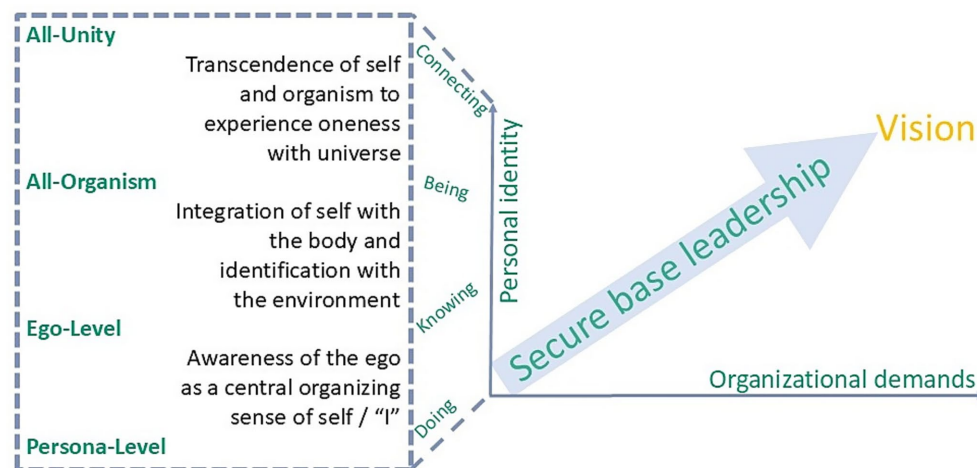 All-Unity
Transcendence of self
and organism to
experience oneness
with universe
All-Organism
Integration of self with
the body and
identification with
the environment
Ego-Level
Awareness of the ego
as a central organizing
sense of self / “I”
Persona-Level
Connecting
Being
Knowing
Doing
Personal identity
Secure base leadership
Vision
Organizational demands